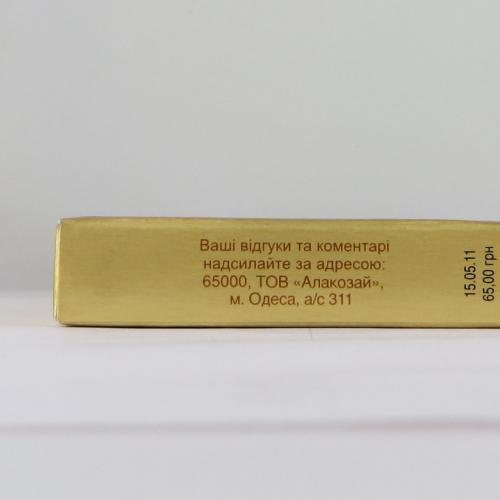 Ваші відгуки та коментарі
надсилайте за адресою:
65000, ТОВ «Алакозай»,
м. Одеса, а/с 311
15.05.11
65,00 грн